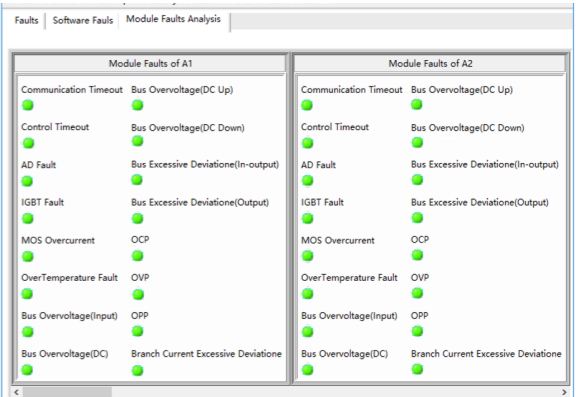 Faults Software Fauls Module Faults Analysis
Module Faults of A1
Communication Timeout Bus Overvoltage(DC Up)
Control Timeout Bus Overvoltage(DC Down)
AD Fault Bus Excessive Deviatione(In-output)
IGBT Fault Bus Excessive Deviatione(Output)
MOS Overcurrent OCP
OverTemperature Fault OVP
Bus Overvoltage(Input) OPP
Bus Overvoltage(DC) Branch Current Excessive Deviatione
Module Faults of A2
Communication Timeout Bus Overvoltage(DC Up)
Control Timeout Bus Overvoltage(DC Down)
AD Fault Bus Excessive Deviatione(In-output)
IGBT Fault Bus Excessive Deviatione(Output)
MOS Overcurrent OCP
OverTemperature Fault OVP
Bus Overvoltage(Input) OPP
Bus Overvoltage(DC) Branch Current Excessive Deviatione